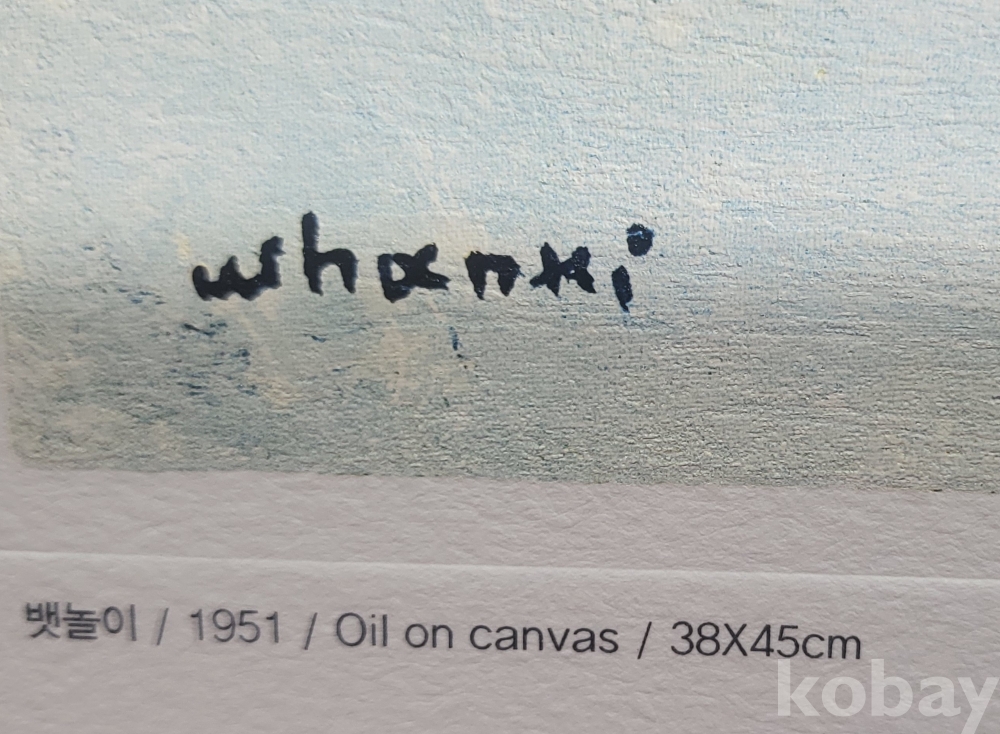 whanki
뱃놀이 / 1951 / Oil on canvas / 38X45cm
kobay